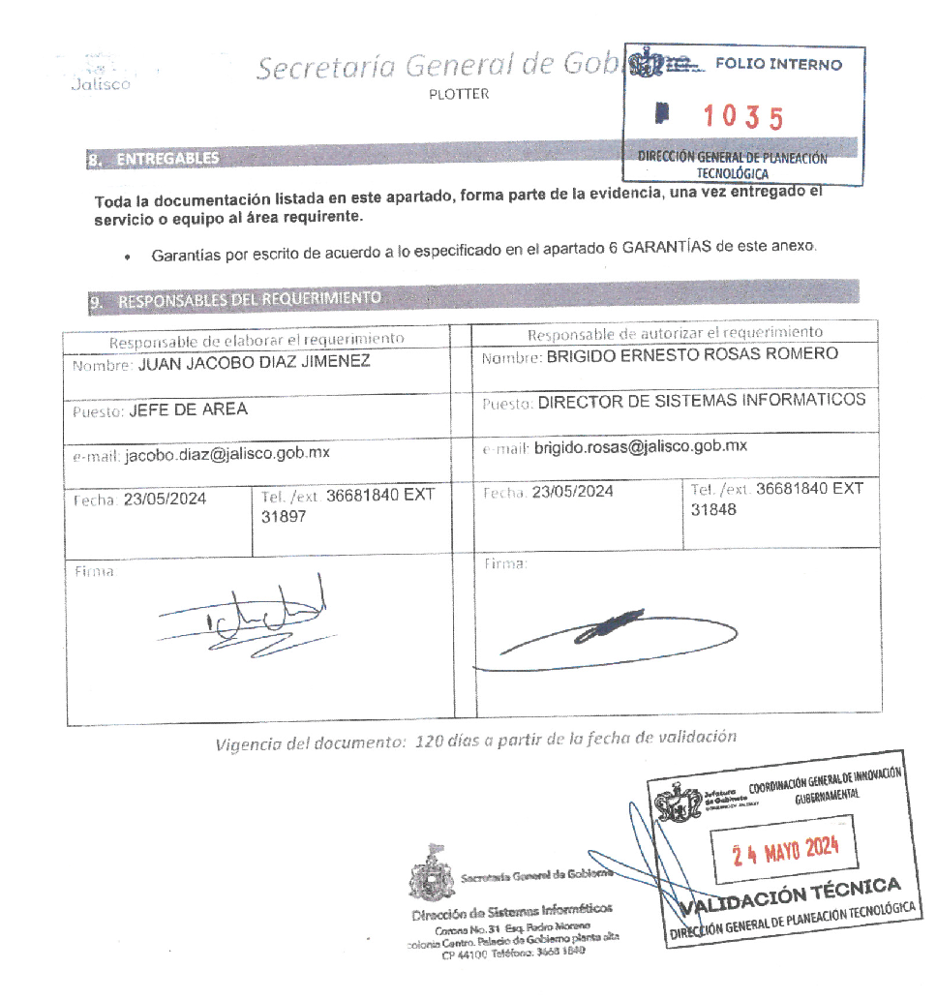 Jalisco
Secretaría General de Gob
PLOTTER
FOLIO INTERNO
1035
DIRECCIÓN GENERAL DE PLANEACIÓN
TECNOLÓGICA
8. ENTREGABLES
Toda la documentación listada en este apartado, forma parte de la evidencia, una vez entregado el
servicio o equipo al área requirente.
• Garantías por escrito de acuerdo a lo especificado en el apartado 6 GARANTÍAS de este anexo.
9. RESPONSABLES DEL REQUERIMIENTO
Responsable de elaborar el requerimiento
Responsable de autorizar el requerimiento
Nombre: JUAN JACOBO DIAZ JIMENEZ
Nombre: BRIGIDO ERNESTO ROSAS ROMERO
Puesto: JEFE DE AREA
Puesto: DIRECTOR DE SISTEMAS INFORMATICOS
e-mail: jacobo.diaz@jalisco.gob.mx
e-mail: brigido.rosas@jalisco.gob.mx
Fecha: 23/05/2024
Tel. /ext. 36681840 EXT
31897
Fecha: 23/05/2024
Tel. /ext. 36681840 EXT
31848
Firma:
Firma:
Vigencia del documento: 120 días a partir de la fecha de validación
Jefatura
de Gabinete
COORDINACIÓN GENERAL DE INNOVACIÓN
GUBERNAMENTAL
24 MAYO 2024
VALIDACIÓN TÉCNICA
DIRECCIÓN GENERAL DE PLANEACIÓN TECNOLÓGICA
Secretaría General de Gobierno
Dirección de Sistemas Informáticos
Corona No. 31 Esq. Pedro Moreno
colonia Centro. Palacio de Gobierno planta alta
CP 44100 Teléfono: 3668 1840